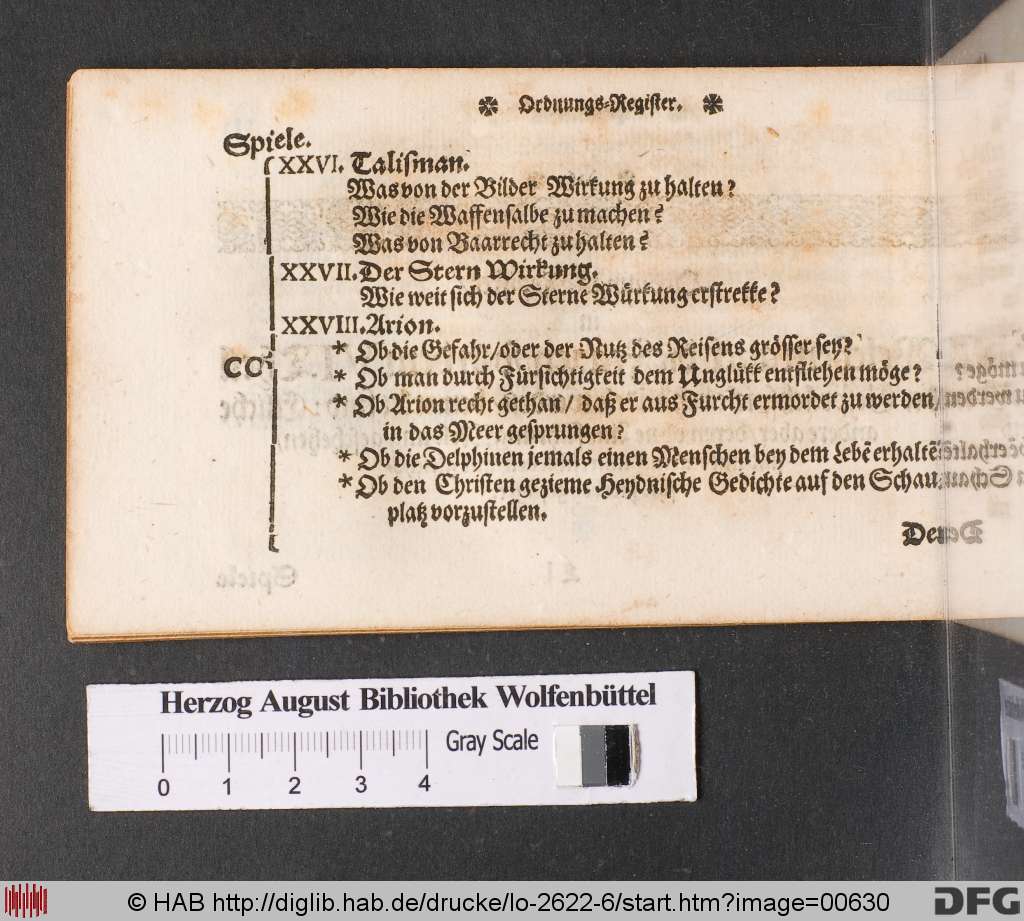 ❉ Ordnungs-Register. ❉
Spiele.
XXVI. Talisman.
Was von der Bilder Wirkung zu halten?
Wie die Waffensalbe zu machen?
Was von Baarrecht zu halten?
XXVII. Der Stern Wirkung.
Wie weit sich der Sterne Würkung erstrekke?
XXVIII. Arion.
* Ob die Gefahr/oder der Nutz des Reisens grösser sey?
CC
* Ob man durch Fürsichtigkeit dem Unglükk entfliehen möge?
* Ob Arion recht gethan/ daß er aus Furcht ermordet zu werden/
in das Meer gesprungen?
* Ob die Delphinen jemals einen Menschen bey dem Lebē erhaltē
* Ob den Christen gezieme Heydnische Gedichte auf den Schau-
platz vorzustellen.
Der
Herzog August Bibliothek Wolfenbüttel
Gray Scale
0 1 2 3 4
© HAB http://diglib.hab.de/drucke/lo-2622-6/start.htm?image=00630
DFG